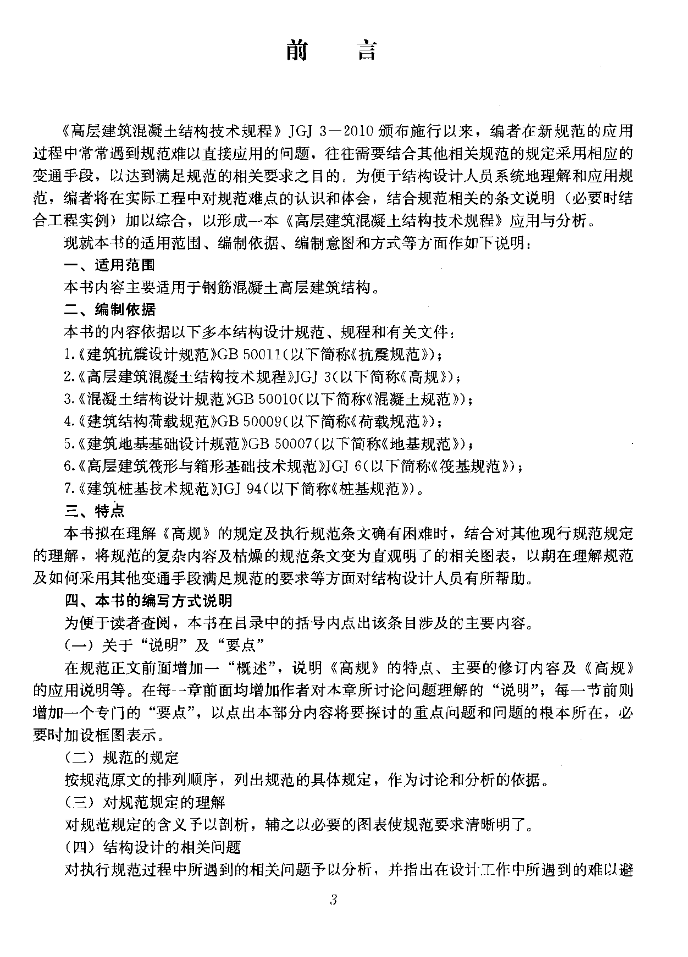 前言
《高层建筑混凝土结构技术规程》JGJ 3—2010 颁布施行以来，编者在新规范的应用
过程中常常遇到规范难以直接应用的问题，往往需要结合其他相关规范的规定采用相应的
变通手段，以达到满足规范的相关要求之目的。为便于结构设计人员系统地理解和应用规
范，编者将在实际工程中对规范难点的认识和体会，结合规范相关的条文说明（必要时结
合工程实例）加以综合，以形成一本《高层建筑混凝土结构技术规程》应用与分析。
现就本书的适用范围、编制依据、编制意图和方式等方面作如下说明：
一、适用范围
本书内容主要适用于钢筋混凝土高层建筑结构。
二、编制依据
本书的内容依据以下多本结构设计规范、规程和有关文件：
1.《建筑抗震设计规范》GB 50011（以下简称《抗震规范》）；
2.《高层建筑混凝土结构技术规程》JGJ 3（以下简称《高规》）；
3.《混凝土结构设计规范》GB 50010（以下简称《混凝土规范》）；
4.《建筑结构荷载规范》GB 50009（以下简称《荷载规范》）；
5.《建筑地基基础设计规范》GB 50007（以下简称《地基规范》）；
6.《高层建筑筏形与箱形基础技术规范》JGJ 6（以下简称《筏基规范》）；
7.《建筑桩基技术规范》JGJ 94（以下简称《桩基规范》）。
三、特点
本书拟在理解《高规》的规定及执行规范条文确有困难时，结合对其他现行规范规定
的理解，将规范的复杂内容及枯燥的规范条文变为直观明了的相关图表，以期在理解规范
及如何采用其他变通手段满足规范的要求等方面对结构设计人员有所帮助。
四、本书的编写方式说明
为便于读者查阅，本书在目录中的括号内点出该条目涉及的主要内容。
（一）关于“说明”及“要点”
在规范正文前面增加一“概述”，说明《高规》的特点、主要的修订内容及《高规》
的应用说明等。在每一章前面均增加作者对本章所讨论问题理解的“说明”；每一节前则
增加一个专门的“要点”，以点出本部分内容将要探讨的重点问题和问题的根本所在，必
要时加设框图表示。
（二）规范的规定
按规范原文的排列顺序，列出规范的具体规定，作为讨论和分析的依据。
（三）对规范规定的理解
对规范规定的含义予以剖析，辅之以必要的图表使规范要求清晰明了。
（四）结构设计的相关问题
对执行规范过程中所遇到的相关问题予以分析，并指出在设计工作中所遇到的难以避
3